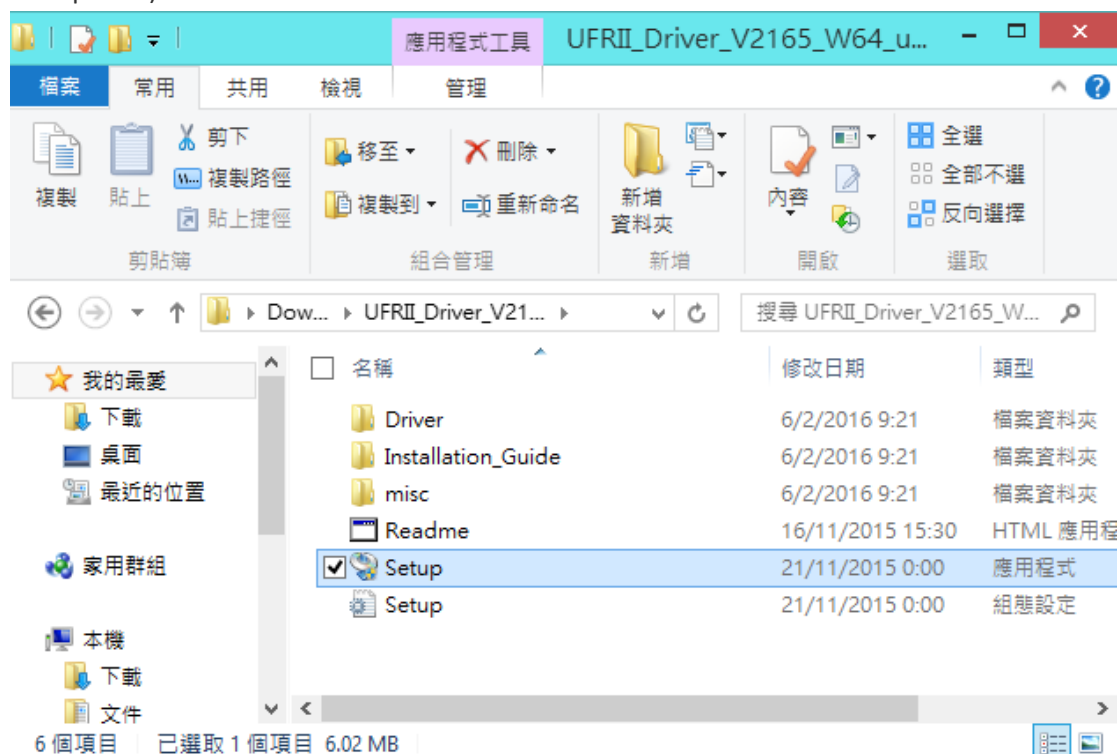 應用程式工具 UFRII_Driver_V2165_W64_u...
檔案 常用 共用 檢視 管理
複製
貼上
剪下
複製路徑
貼上捷徑
剪貼簿
移至
複製到
刪除
重新命名
組合管理
新增
資料夾
新增
內容
開啟
全選
全部不選
反向選擇
選取
Dow... UFRII_Driver_V21... 搜尋 UFRII_Driver_V2165_W...
我的最愛
下載
桌面
最近的位置
家用群組
本機
下載
文件
名稱 修改日期 類型
Driver 6/2/2016 9:21 檔案資料夾
Installation_Guide 6/2/2016 9:21 檔案資料夾
misc 6/2/2016 9:21 檔案資料夾
Readme 16/11/2015 15:30 HTML 應用程
Setup 21/11/2015 0:00 應用程式
Setup 21/11/2015 0:00 組態設定
6 個項目 已選取 1 個項目 6.02 MB